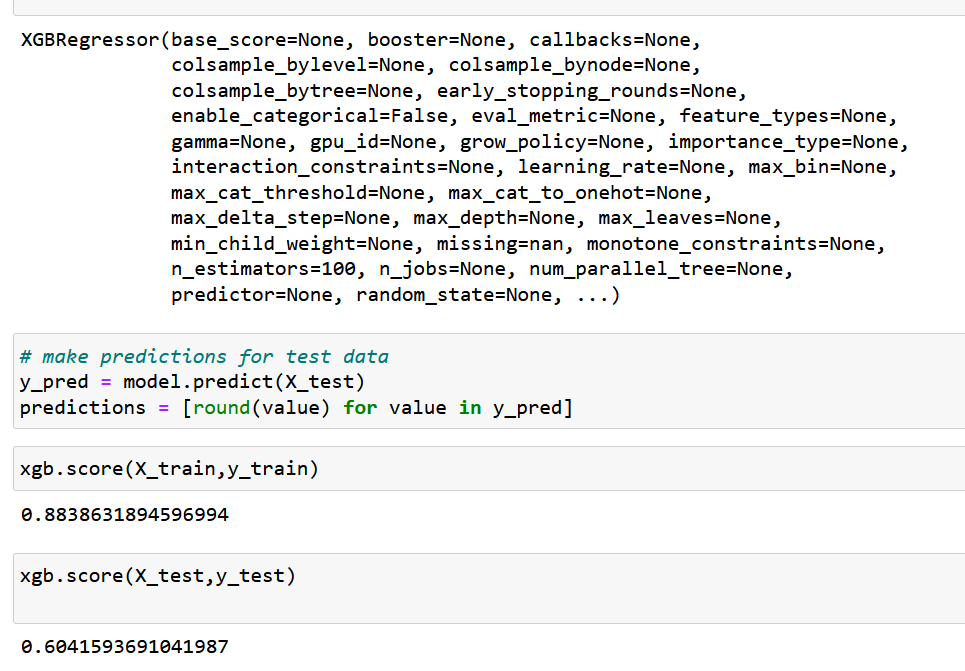 XGBRegressor(base_score=None, booster=None, callbacks=None,
             colsample_bylevel=None, colsample_bynode=None,
             colsample_bytree=None, early_stopping_rounds=None,
             enable_categorical=False, eval_metric=None, feature_types=None,
             gamma=None, gpu_id=None, grow_policy=None, importance_type=None,
             interaction_constraints=None, learning_rate=None, max_bin=None,
             max_cat_threshold=None, max_cat_to_onehot=None,
             max_delta_step=None, max_depth=None, max_leaves=None,
             min_child_weight=None, missing=nan, monotone_constraints=None,
             n_estimators=100, n_jobs=None, num_parallel_tree=None,
             predictor=None, random_state=None, ...)
# make predictions for test data
y_pred = model.predict(X_test)
predictions = [round(value) for value in y_pred]
xgb.score(X_train,y_train)
0.8838631894596994
xgb.score(X_test,y_test)
0.6041593691041987